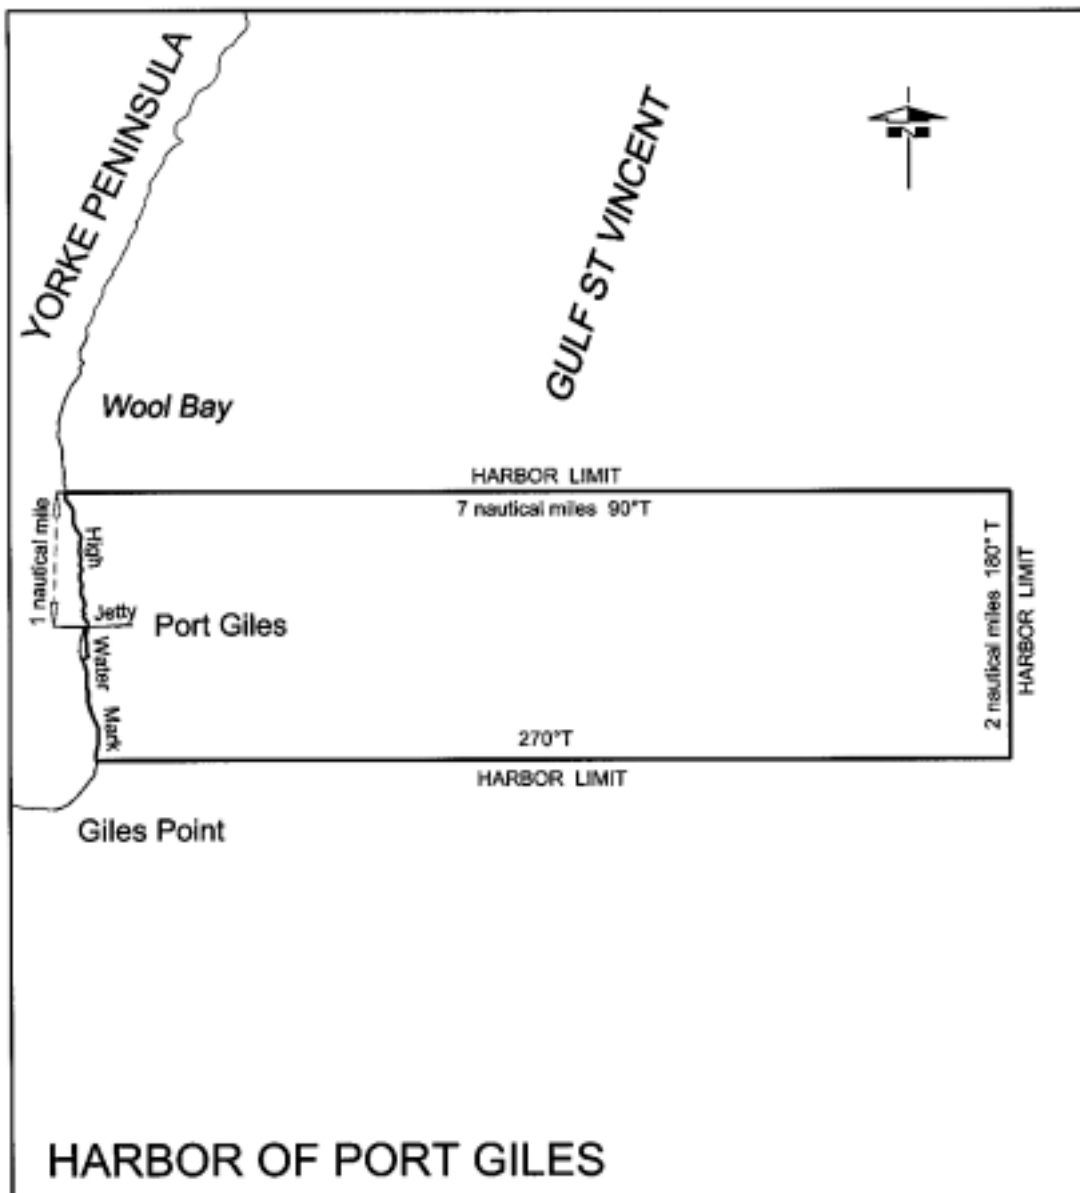 YORKE PENINSULA
GULF ST VINCENT
N
Wool Bay
HARBOR LIMIT
7 nautical miles 90°T
1 nautical mile
High
Jetty
Port Giles
Water
Mark
2 nautical miles 180° T
HARBOR LIMIT
270°T
HARBOR LIMIT
Giles Point
HARBOR OF PORT GILES